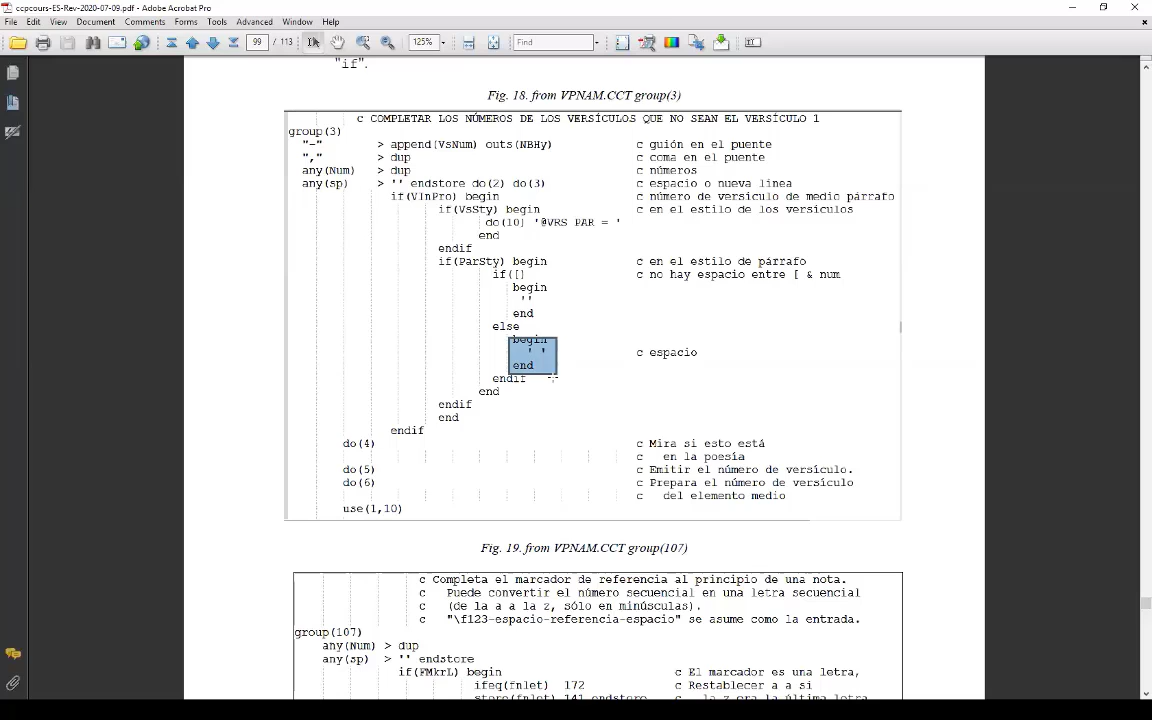 ccpcours-ES-Rev-2020-07-09.pdf - Adobe Acrobat Pro
File Edit View Document Comments Forms Tools Advanced Window Help
99 / 113 125% Find
"if".
Fig. 18. from VPNAM.CCT group(3)
c COMPLETAR LOS NÚMEROS DE LOS VERSÍCULOS QUE NO SEAN EL VERSÍCULO 1
group(3)
"-" > append(VsNum) outs(NBHy) c guión en el puente
"," > dup c coma en el puente
any(Num) > dup c números
any(sp) > '' endstore do(2) do(3) c espacio o nueva línea
if(VInPro) begin c número de versículo de medio párrafo
if(VsSty) begin c en el estilo de los versículos
do(10) '@VRS PAR = '
end
endif
if(ParSty) begin c en el estilo de párrafo
if([) c no hay espacio entre [ & num
begin
''
end
else
begin
' ' c espacio
end
endif
end
endif
end
endif
do(4) c Mira si esto está
c en la poesía
do(5) c Emitir el número de versículo.
do(6) c Prepara el número de versículo
c del elemento medio
use(1,10)
Fig. 19. from VPNAM.CCT group(107)
c Completa el marcador de referencia al principio de una nota.
c Puede convertir el número secuencial en una letra secuencial
c (de la a a la z, sólo en minúsculas).
c "\f123-espacio-referencia-espacio" se asume como la entrada.
group(107)
any(Num) > dup
any(sp) > '' endstore
if(FMkrL) begin c El marcador es una letra,
ifeq(fnlet) 172 c Restablecer a a si
store(fnlet) 141 endstore c la z era la última letra